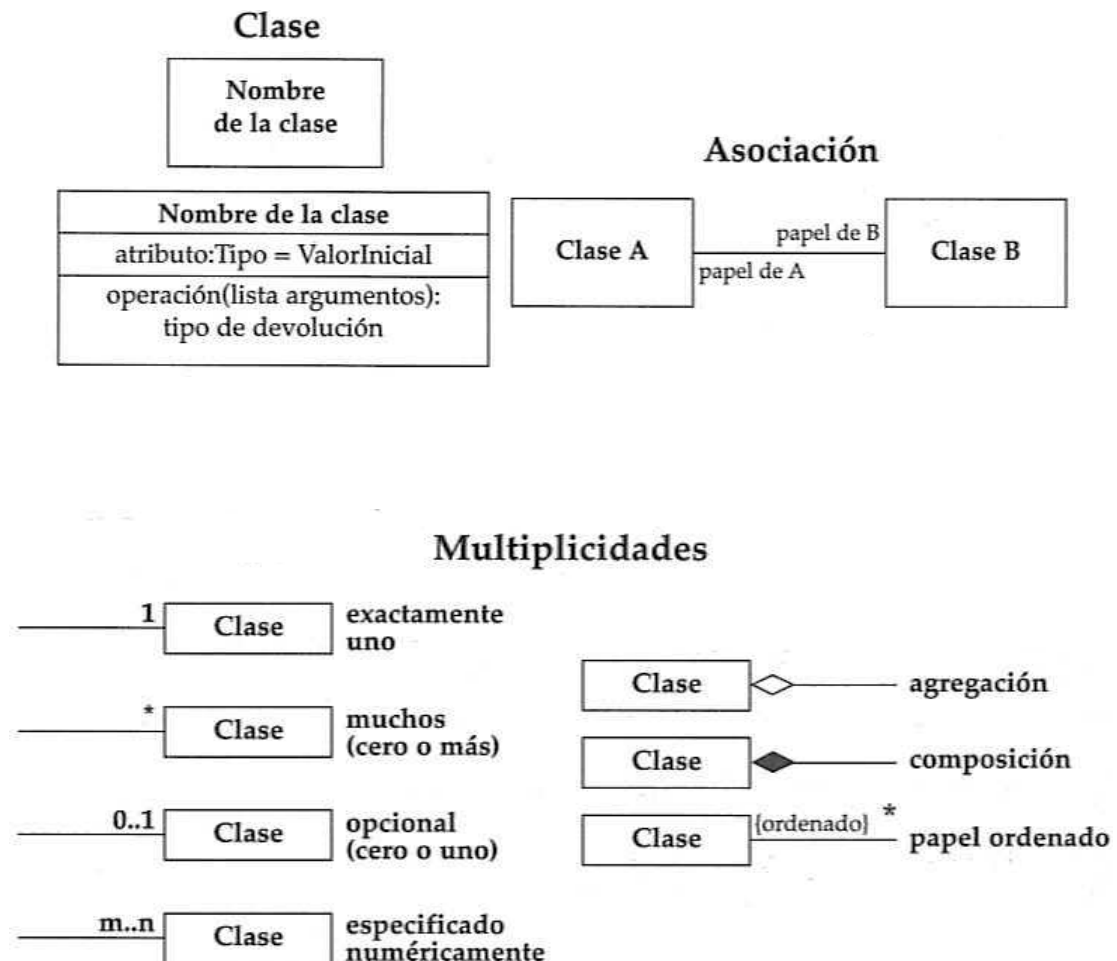 Clase
Nombre
de la clase
Nombre de la clase
atributo:Tipo = ValorInicial
operación(lista argumentos):
tipo de devolución
Asociación
Clase A
papel de B
papel de A
Clase B
Multiplicidades
1
Clase
exactamente
uno
*
Clase
muchos
(cero o más)
0..1
Clase
opcional
(cero o uno)
m..n
Clase
especificado
numéricamente
Clase
agregación
Clase
composición
Clase
{ordenado}
*
papel ordenado